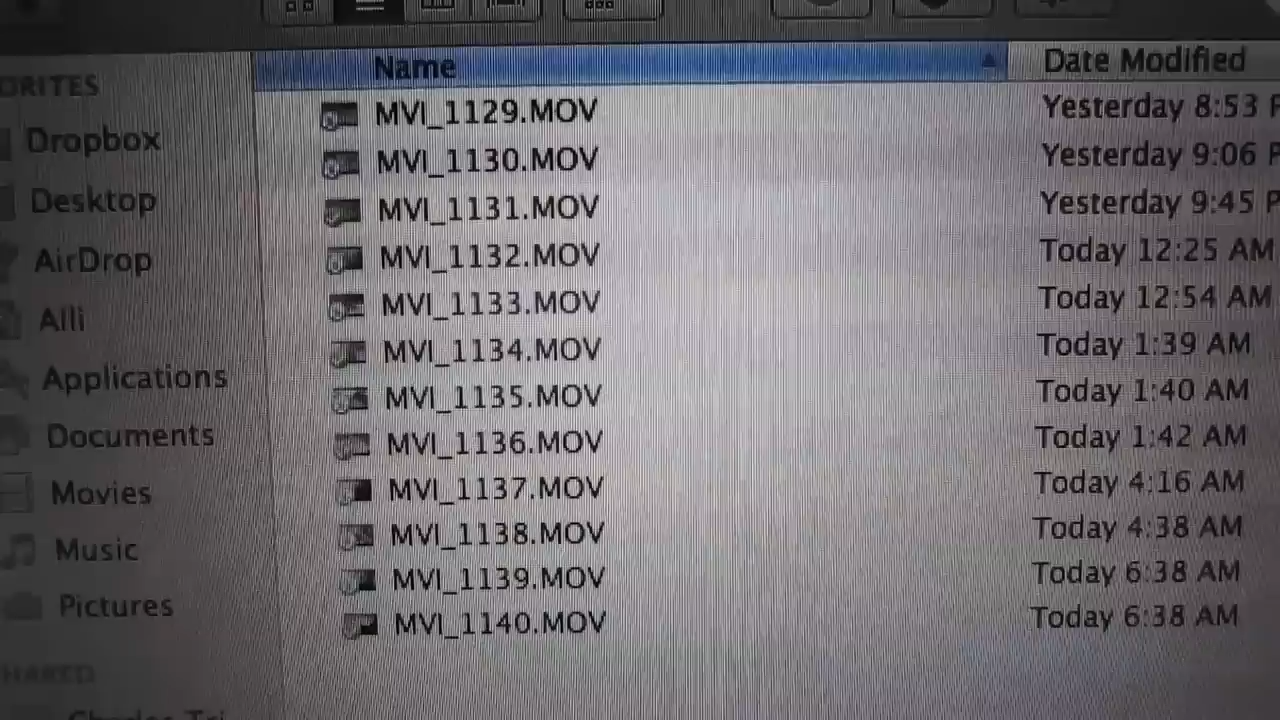 Name
Date Modified
ORITES
Dropbox
Desktop
AirDrop
Alli
Applications
Documents
Movies
Music
Pictures
HARED
MVI_1129.MOV Yesterday 8:53 P
MVI_1130.MOV Yesterday 9:06 P
MVI_1131.MOV Yesterday 9:45 P
MVI_1132.MOV Today 12:25 AM
MVI_1133.MOV Today 12:54 AM
MVI_1134.MOV Today 1:39 AM
MVI_1135.MOV Today 1:40 AM
MVI_1136.MOV Today 1:42 AM
MVI_1137.MOV Today 4:16 AM
MVI_1138.MOV Today 4:38 AM
MVI_1139.MOV Today 6:38 AM
MVI_1140.MOV Today 6:38 AM